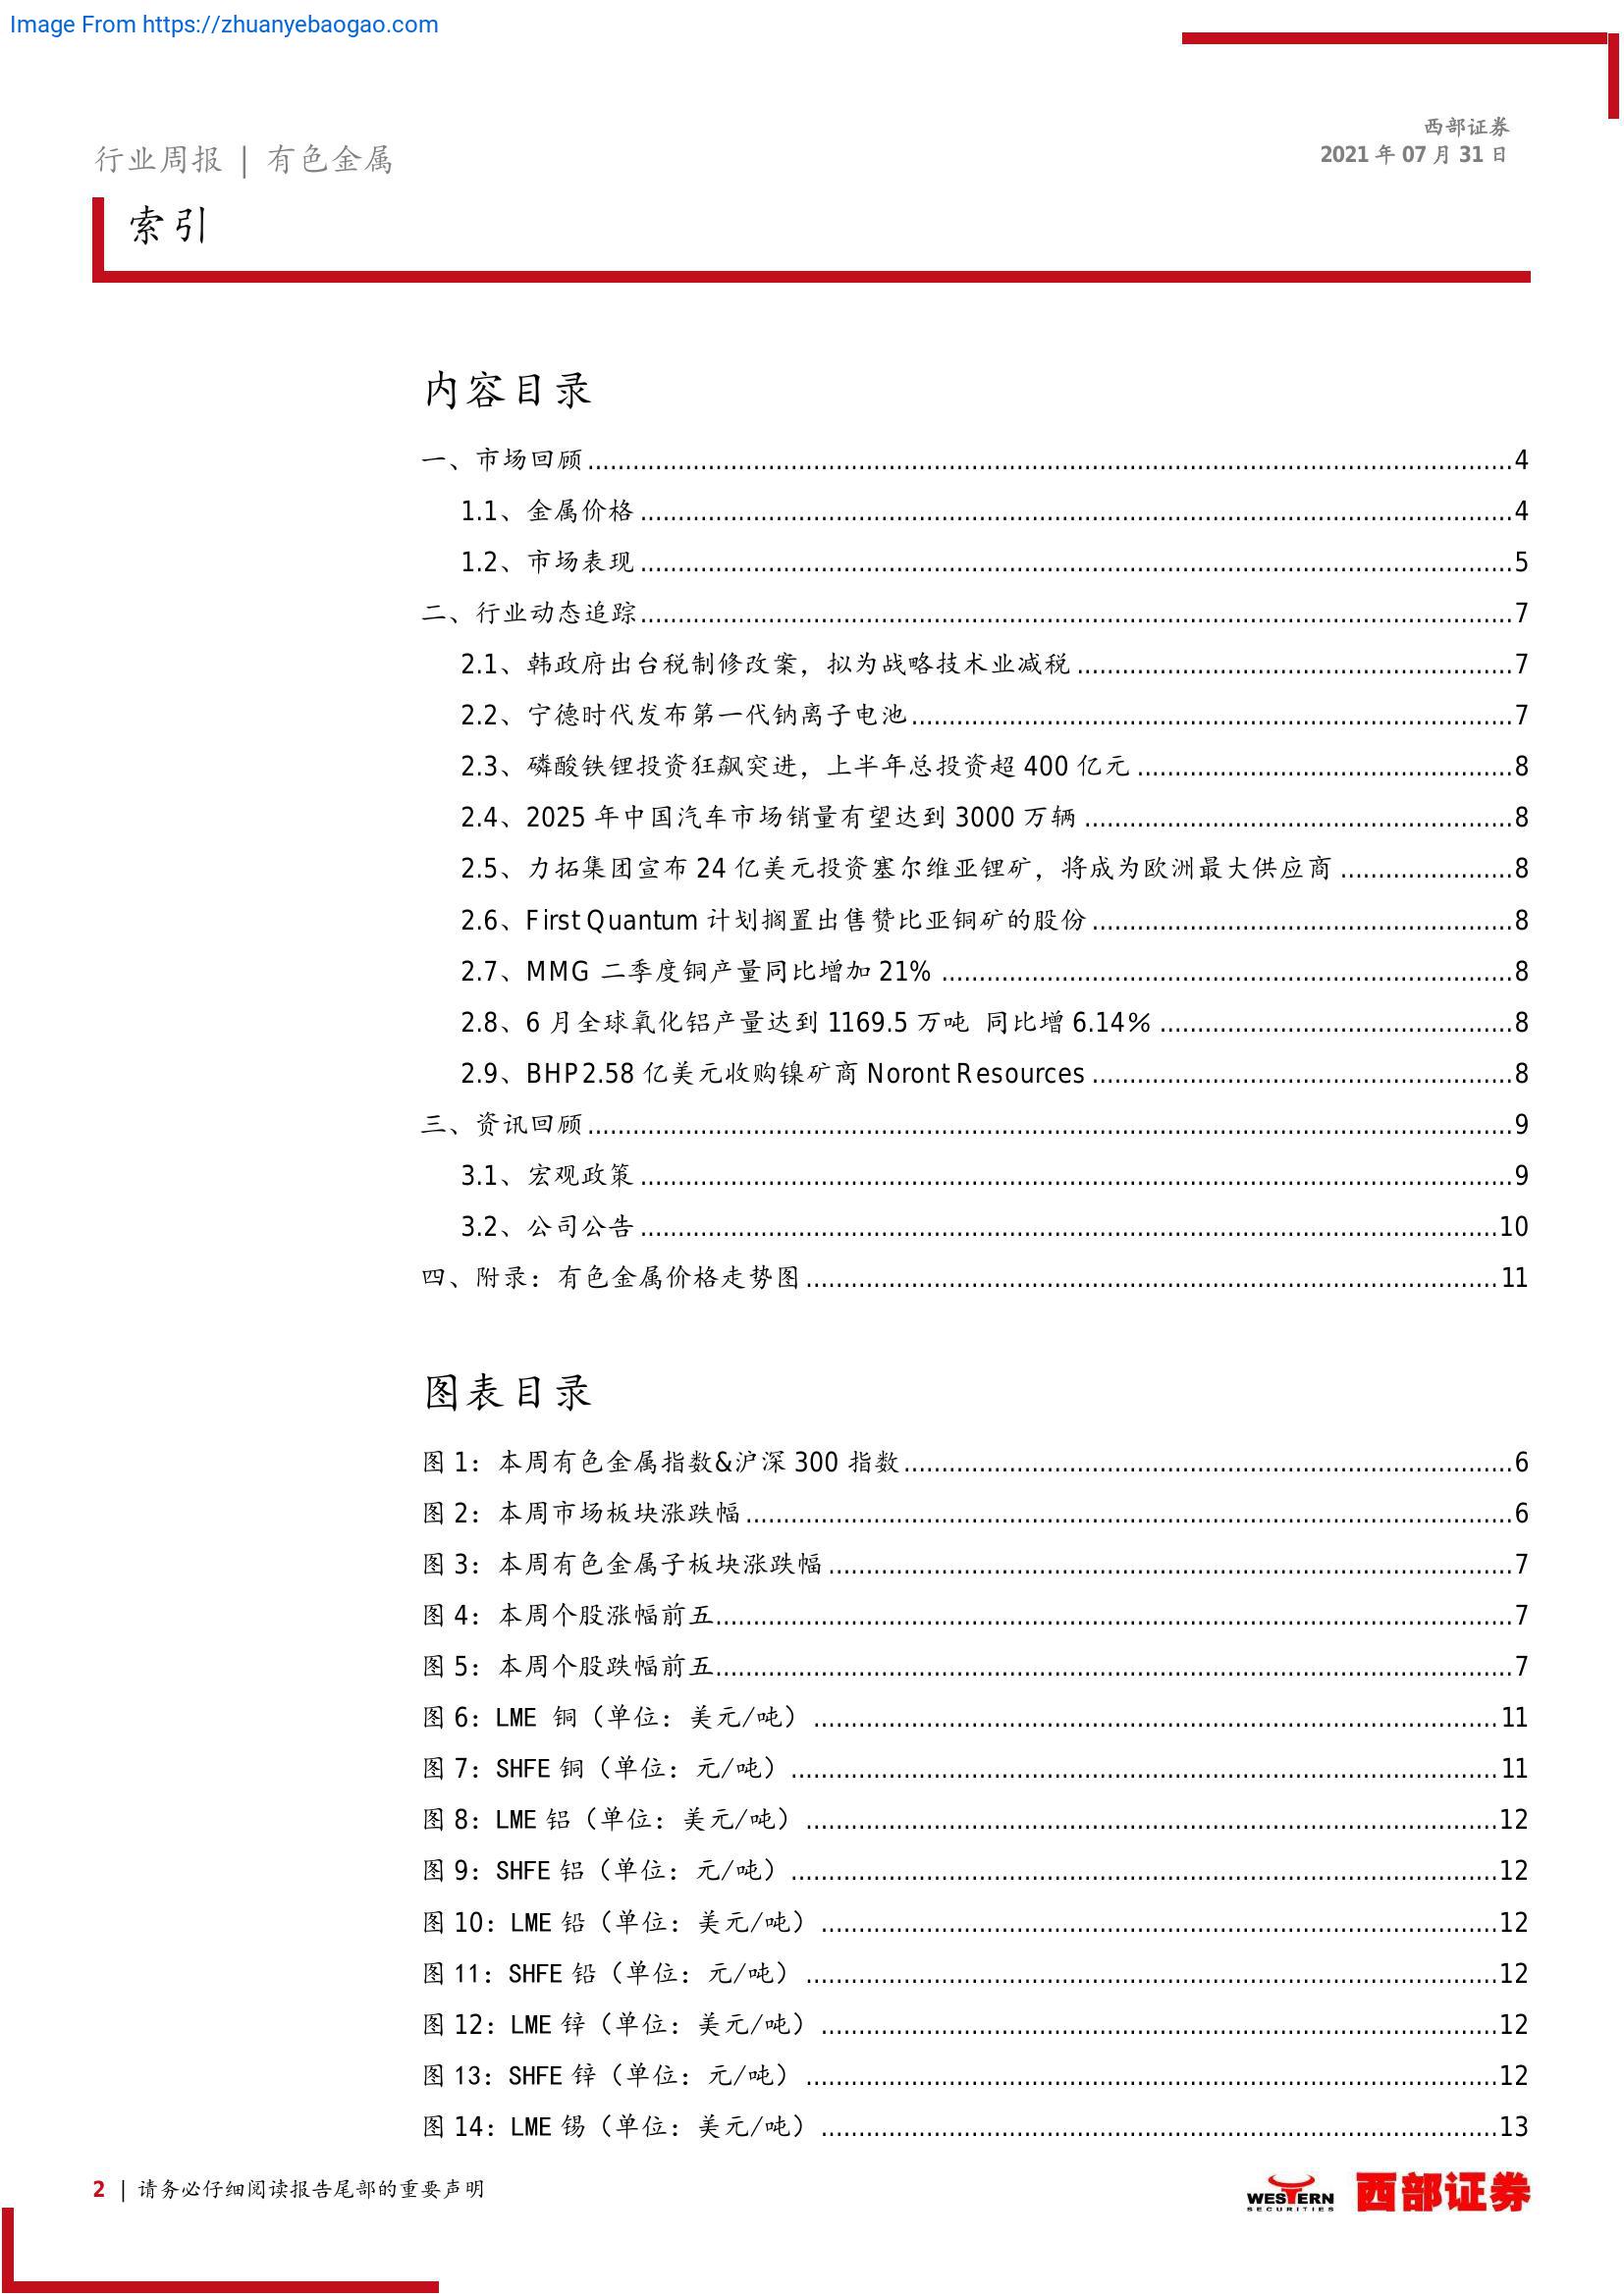 Image From https://zhuanyebaogao.com
西部证券
2021 年 07 月 31 日
行业周报 | 有色金属
索引
内容目录
一、市场回顾 ........ 4
1.1、金属价格 ........ 4
1.2、市场表现 ........ 5
二、行业动态追踪 ........ 7
2.1、韩政府出台税制修改案，拟为战略技术业减税 ........ 7
2.2、宁德时代发布第一代钠离子电池 ........ 7
2.3、磷酸铁锂投资狂飙突进，上半年总投资超 400 亿元 ........ 8
2.4、2025 年中国汽车市场销量有望达到 3000 万辆 ........ 8
2.5、力拓集团宣布 24 亿美元投资塞尔维亚锂矿，将成为欧洲最大供应商 ........ 8
2.6、First Quantum 计划搁置出售赞比亚铜矿的股份 ........ 8
2.7、MMG 二季度铜产量同比增加 21% ........ 8
2.8、6 月全球氧化铝产量达到 1169.5 万吨 同比增 6.14% ........ 8
2.9、BHP2.58 亿美元收购镍矿商 Noront Resources ........ 8
三、资讯回顾 ........ 9
3.1、宏观政策 ........ 9
3.2、公司公告 ........ 10
四、附录：有色金属价格走势图 ........ 11
图表目录
图 1：本周有色金属指数&沪深 300 指数 ........ 6
图 2：本周市场板块涨跌幅 ........ 6
图 3：本周有色金属子板块涨跌幅 ........ 7
图 4：本周个股涨幅前五 ........ 7
图 5：本周个股跌幅前五 ........ 7
图 6：LME 铜（单位：美元/吨） ........ 11
图 7：SHFE 铜（单位：元/吨） ........ 11
图 8：LME 铝（单位：美元/吨） ........ 12
图 9：SHFE 铝（单位：元/吨） ........ 12
图 10：LME 铅（单位：美元/吨） ........ 12
图 11：SHFE 铅（单位：元/吨） ........ 12
图 12：LME 锌（单位：美元/吨） ........ 12
图 13：SHFE 锌（单位：元/吨） ........ 12
图 14：LME 锡（单位：美元/吨） ........ 13
2 | 请务必仔细阅读报告尾部的重要声明
WESTERN SECURITIES 西部证券